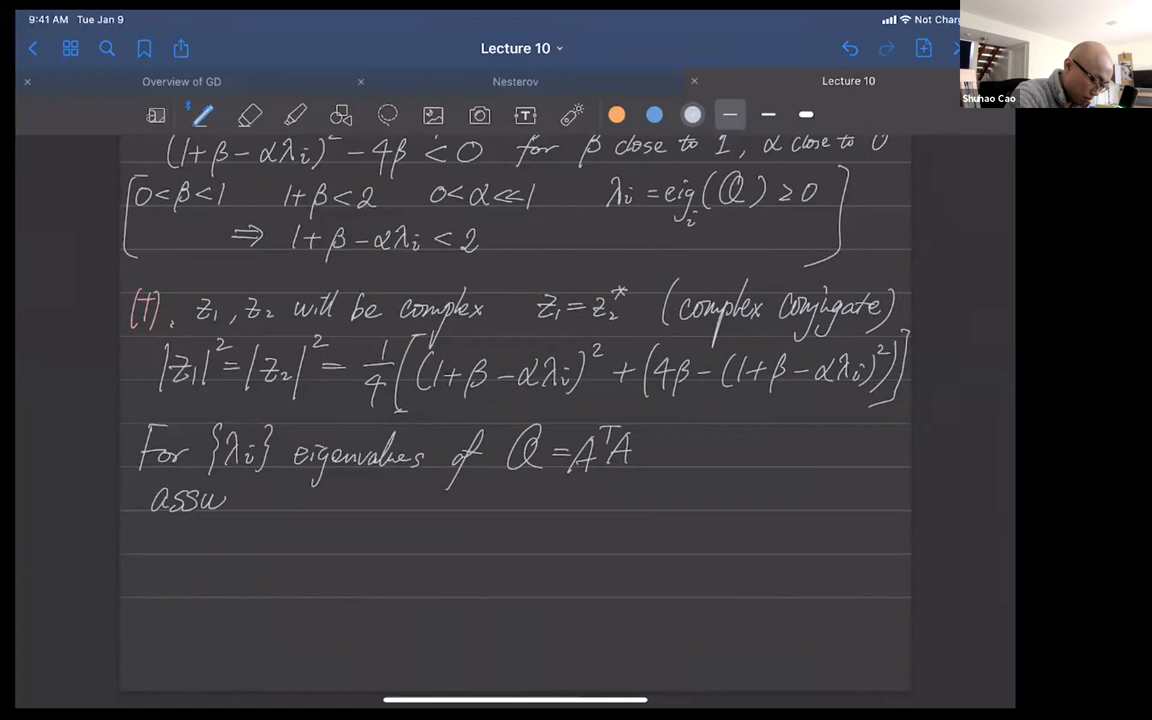 9:41 AM Tue Jan 9
Not Char
Lecture 10
Overview of GD
Nesterov
Lecture 10
Shuhao Cao
(1+β−αλᵢ)² − 4β < 0 for β close to 1, α close to 0
[0<β<1 1+β<2 0<α≪1 λᵢ = eigᵢ(Q) ≥ 0
⟹ 1+β−αλᵢ < 2]
(†). z₁, z₂ will be complex z₁ = z₂* (complex conjugate)
|z₁|² = |z₂|² = 1/4 [(1+β−αλᵢ)² + (4β − (1+β−αλᵢ)²)]
For {λᵢ} eigenvalues of Q = AᵀA
assu